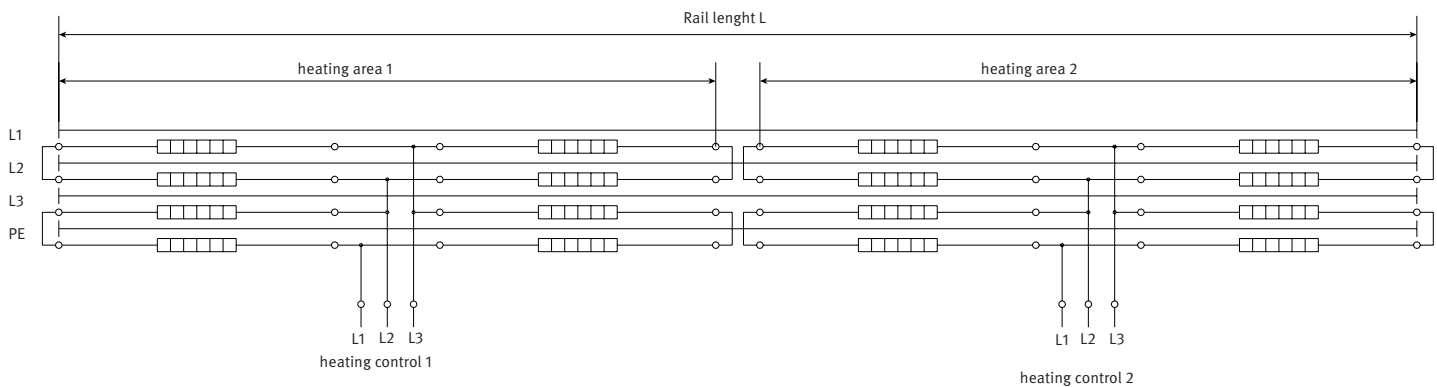 Rail lenght L
heating area 1
heating area 2
L1
L2
L3
PE
L1 L2 L3
heating control 1
L1 L2 L3
heating control 2